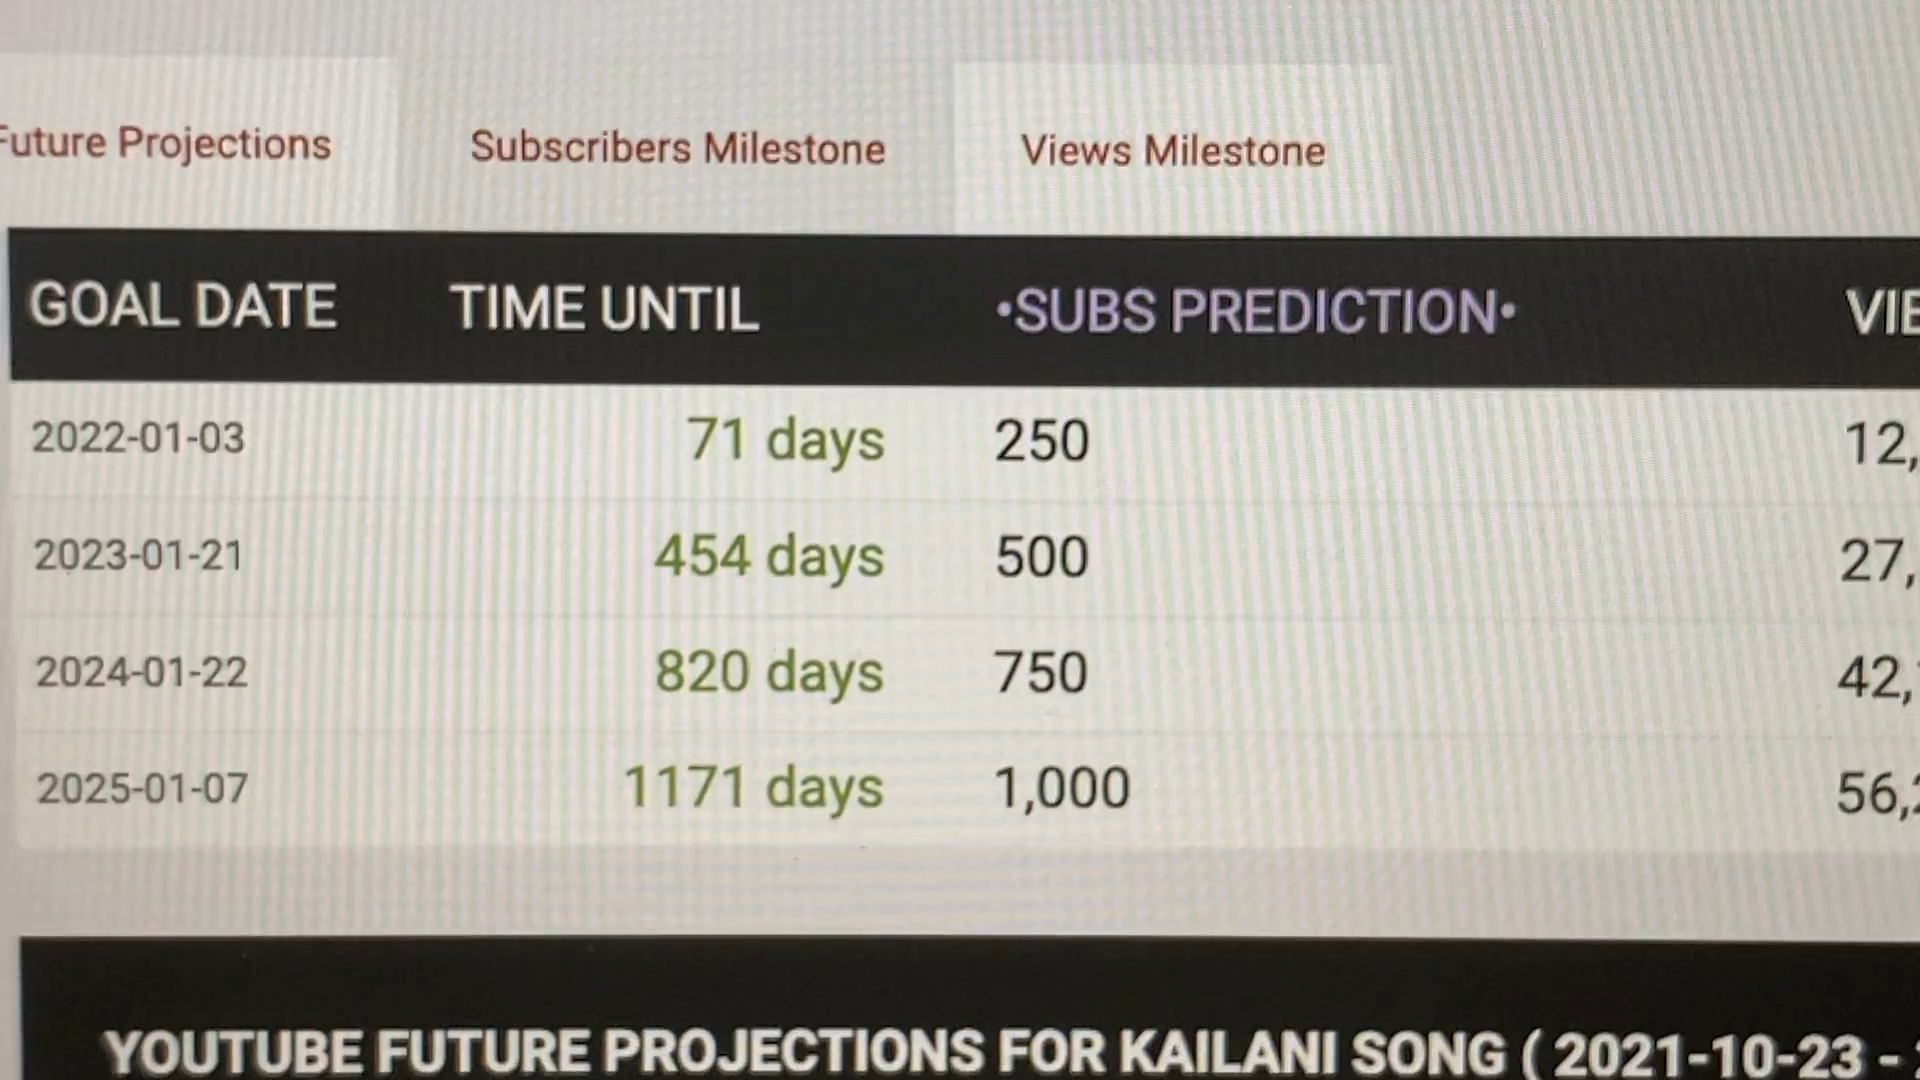 Future Projections Subscribers Milestone Views Milestone
GOAL DATE TIME UNTIL •SUBS PREDICTION•
2022-01-03 71 days 250 12,
2023-01-21 454 days 500 27,
2024-01-22 820 days 750 42,
2025-01-07 1171 days 1,000 56,
YOUTUBE FUTURE PROJECTIONS FOR KAILANI SONG ( 2021-10-23 -